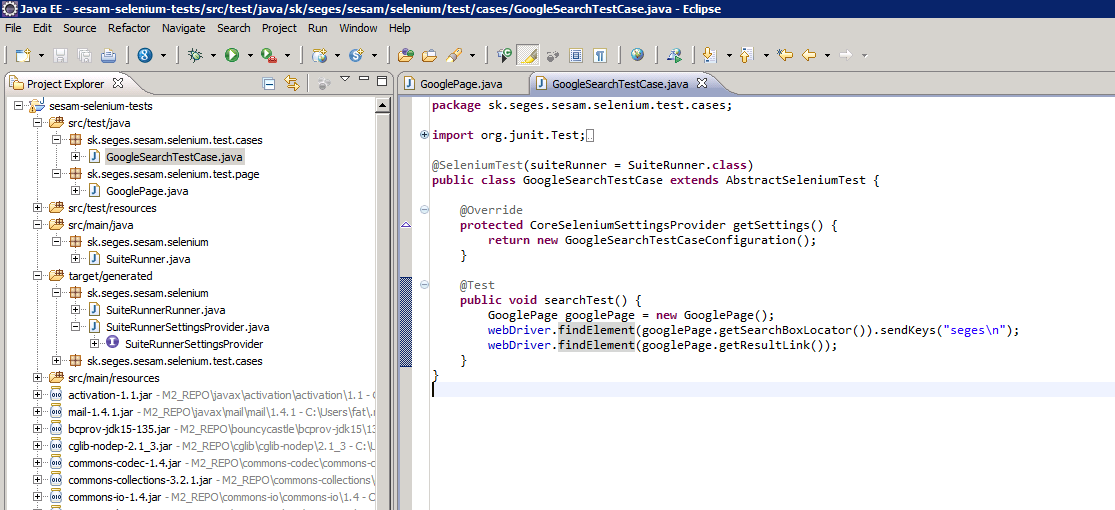 Java EE - sesam-selenium-tests/src/test/java/sk/seges/sesam/selenium/test/cases/GoogleSearchTestCase.java - Eclipse
File Edit Source Refactor Navigate Search Project Run Window Help
Project Explorer
sesam-selenium-tests
src/test/java
sk.seges.sesam.selenium.test.cases
GoogleSearchTestCase.java
sk.seges.sesam.selenium.test.page
GooglePage.java
src/test/resources
src/main/java
sk.seges.sesam.selenium
SuiteRunner.java
target/generated
sk.seges.sesam.selenium
SuiteRunnerRunner.java
SuiteRunnerSettingsProvider.java
SuiteRunnerSettingsProvider
sk.seges.sesam.selenium.test.cases
src/main/resources
activation-1.1.jar - M2_REPO\javax\activation\activation\1.1 - C
mail-1.4.1.jar - M2_REPO\javax\mail\mail\1.4.1 - C:\Users\fat\.r
bcprov-jdk15-135.jar - M2_REPO\bouncycastle\bcprov-jdk15\13
cglib-nodep-2.1_3.jar - M2_REPO\cglib\cglib-nodep\2.1_3 - C:\L
commons-codec-1.4.jar - M2_REPO\commons-codec\commons-c
commons-collections-3.2.1.jar - M2_REPO\commons-collections\
commons-io-1.4.jar - M2_REPO\commons-io\commons-io\1.4 - C
GooglePage.java GoogleSearchTestCase.java
package sk.seges.sesam.selenium.test.cases;
import org.junit.Test;
@SeleniumTest(suiteRunner = SuiteRunner.class)
public class GoogleSearchTestCase extends AbstractSeleniumTest {
@Override
protected CoreSeleniumSettingsProvider getSettings() {
return new GoogleSearchTestCaseConfiguration();
}
@Test
public void searchTest() {
GooglePage googlePage = new GooglePage();
webDriver.findElement(googlePage.getSearchBoxLocator()).sendKeys("seges\n");
webDriver.findElement(googlePage.getResultLink());
}
}